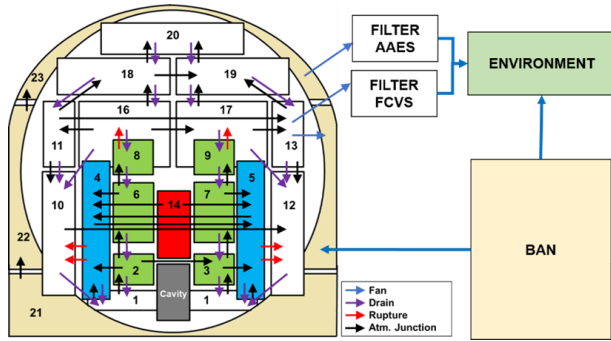 20
FILTER
AAES
ENVIRONMENT
23
18
19
FILTER
FCVS
16
17
11
13
8
9
4
5
10
6
14
7
12
BAN
22
2
3
Cavity
1
1
21
Fan
Drain
Rupture
Atm. Junction